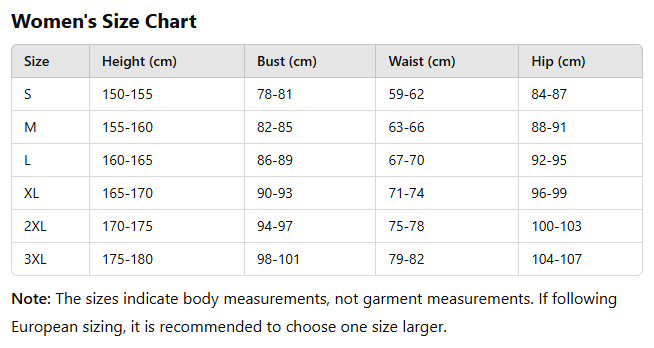 Women's Size Chart
Size Height (cm) Bust (cm) Waist (cm) Hip (cm)
S 150-155 78-81 59-62 84-87
M 155-160 82-85 63-66 88-91
L 160-165 86-89 67-70 92-95
XL 165-170 90-93 71-74 96-99
2XL 170-175 94-97 75-78 100-103
3XL 175-180 98-101 79-82 104-107
Note: The sizes indicate body measurements, not garment measurements. If following
European sizing, it is recommended to choose one size larger.